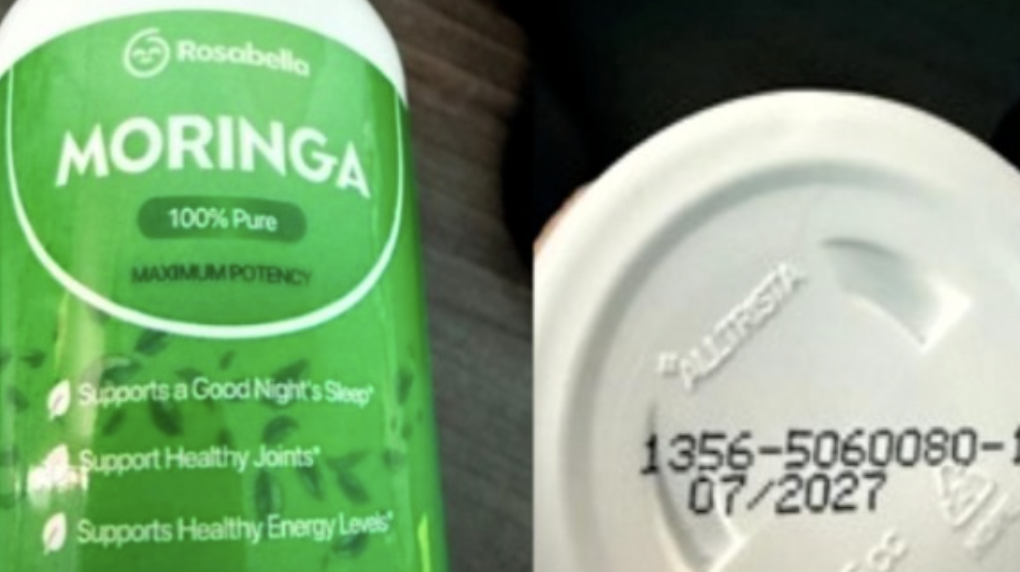 Rosabella
MORINGA
100% Pure
MAXIMUM POTENCY
Supports a Good Night's Sleep*
Support Healthy Joints*
Supports Healthy Energy Levels*
ALLTRISTA
1356-5060080-1
07/2027
cc